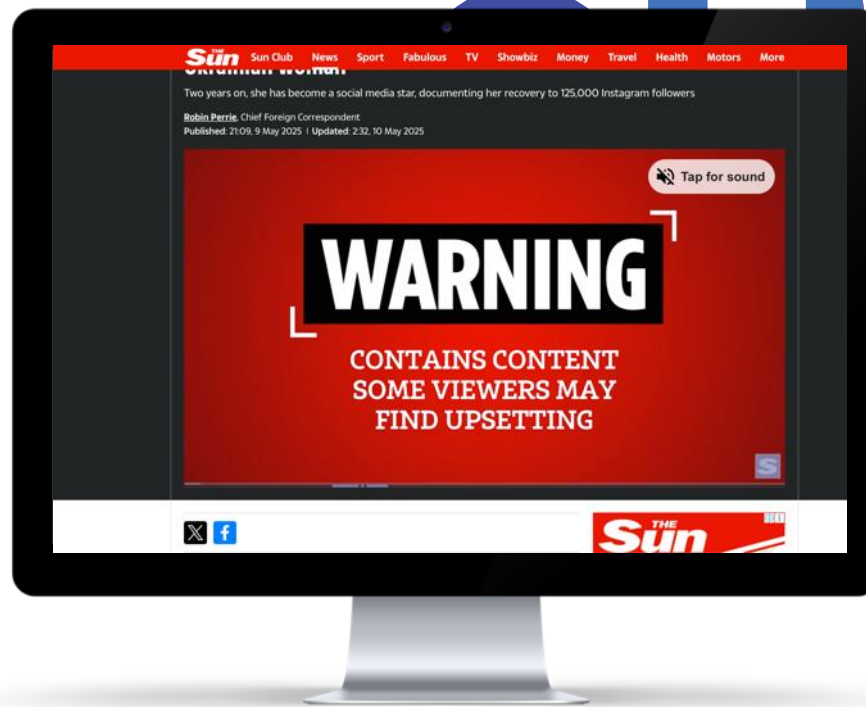 THE Sun Sun Club News Sport Fabulous TV Showbiz Money Travel Health Motors More
Ukrainian woman
Two years on, she has become a social media star, documenting her recovery to 125,000 Instagram followers
Robin Perrie, Chief Foreign Correspondent
Published: 21:09, 9 May 2025 | Updated: 2:32, 10 May 2025
Tap for sound
WARNING
CONTAINS CONTENT
SOME VIEWERS MAY
FIND UPSETTING
S
X f
THE Sun